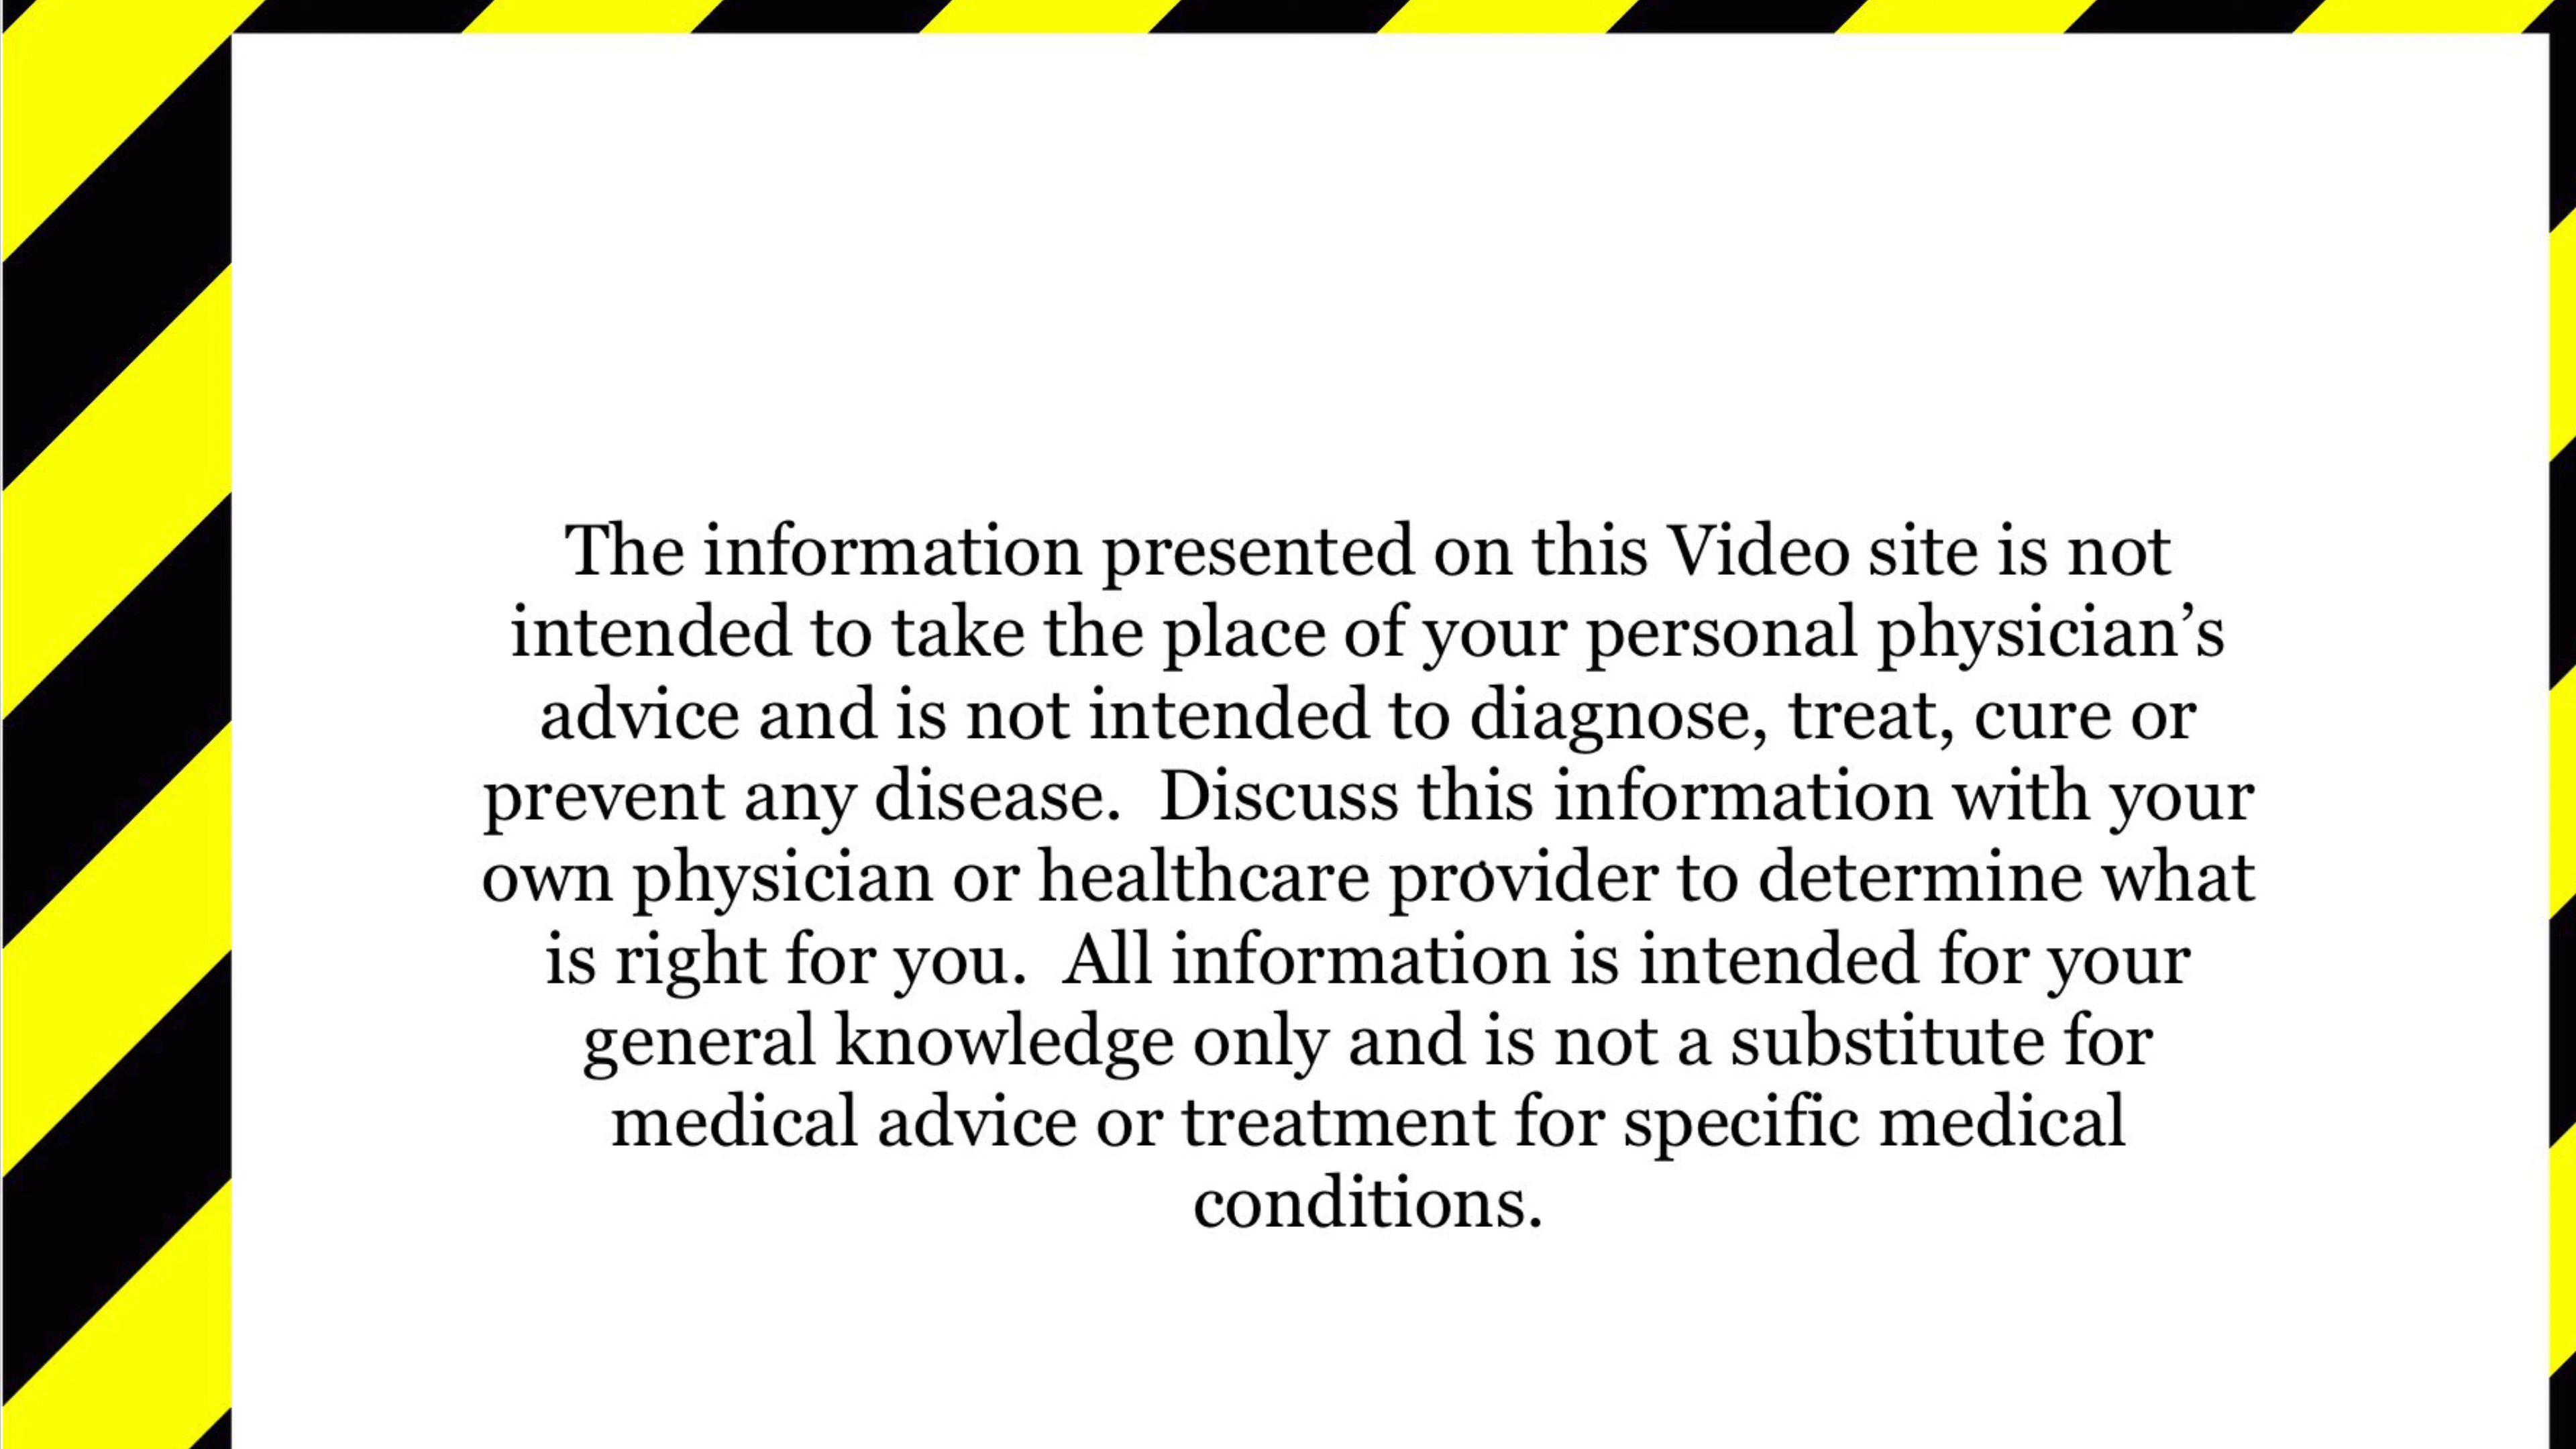 The information presented on this Video site is not
intended to take the place of your personal physician’s
advice and is not intended to diagnose, treat, cure or
prevent any disease.  Discuss this information with your
own physician or healthcare provider to determine what
is right for you.  All information is intended for your
general knowledge only and is not a substitute for
medical advice or treatment for specific medical
conditions.